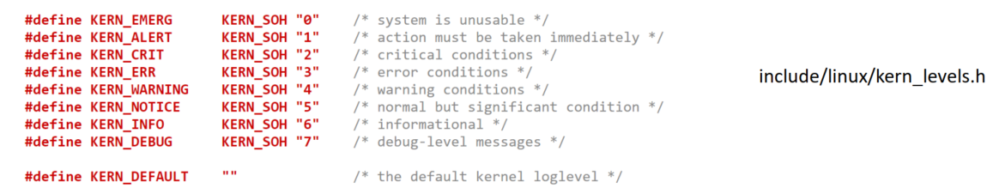 #define KERN_EMERG KERN_SOH "0" /* system is unusable */
#define KERN_ALERT KERN_SOH "1" /* action must be taken immediately */
#define KERN_CRIT KERN_SOH "2" /* critical conditions */
#define KERN_ERR KERN_SOH "3" /* error conditions */
#define KERN_WARNING KERN_SOH "4" /* warning conditions */
#define KERN_NOTICE KERN_SOH "5" /* normal but significant condition */
#define KERN_INFO KERN_SOH "6" /* informational */
#define KERN_DEBUG KERN_SOH "7" /* debug-level messages */
#define KERN_DEFAULT "" /* the default kernel loglevel */
include/linux/kern_levels.h